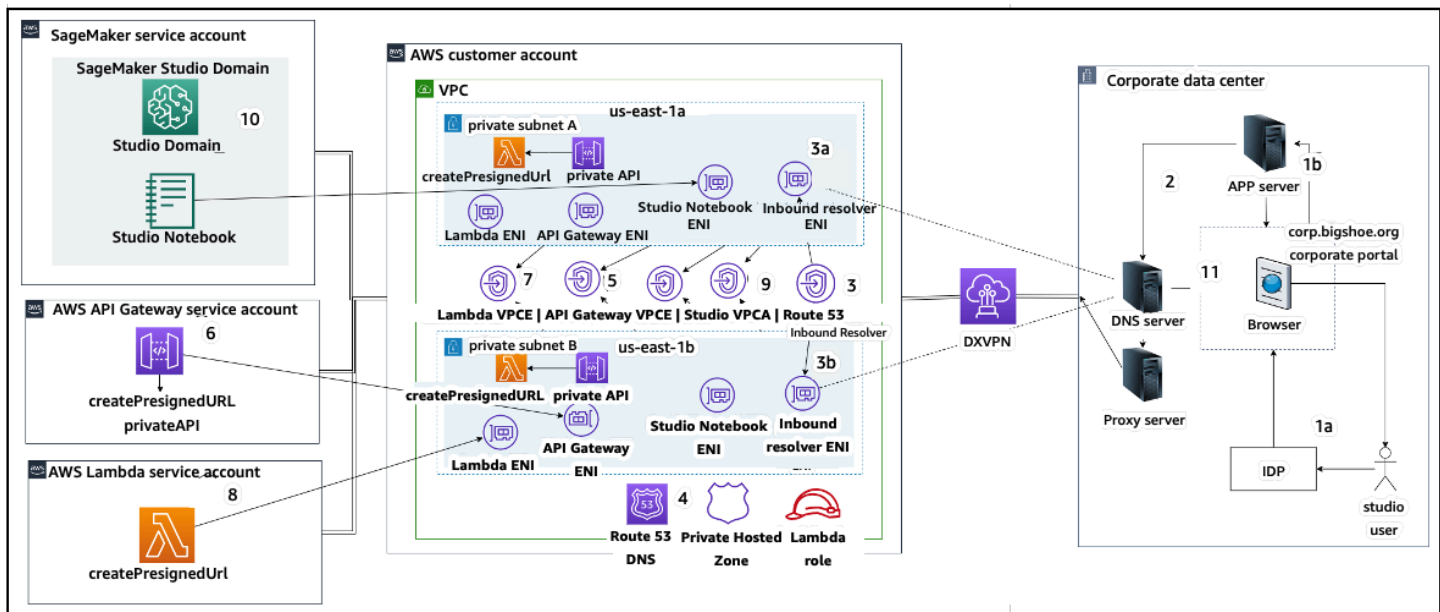 aws
SageMaker service account
SageMaker Studio Domain
10
Studio Domain
Studio Notebook
aws
AWS API Gateway service account
6
createPresignedURL
privateAPI
aws
AWS Lambda service account
8
createPresignedUrl
aws
AWS customer account
VPC
us-east-1a
private subnet A
createPresignedUrl
private API
3a
Studio Notebook
ENI
Inbound resolver
ENI
Lambda ENI
API Gateway ENI
7
5
9
3
Lambda VPCE | API Gateway VPCE | Studio VPCA | Route 53
Inbound Resolver
private subnet B
us-east-1b
3b
createPresignedURL
private API
Lambda ENI
API Gateway
ENI
Studio Notebook
ENI
Inbound
resolver ENI
53
4
Route 53
DNS
Private Hosted
Zone
Lambda
role
DXVPN
Corporate data center
APP server
1b
2
corp.bigshoe.org
corporate portal
11
DNS server
Browser
Proxy server
1a
IDP
studio
user